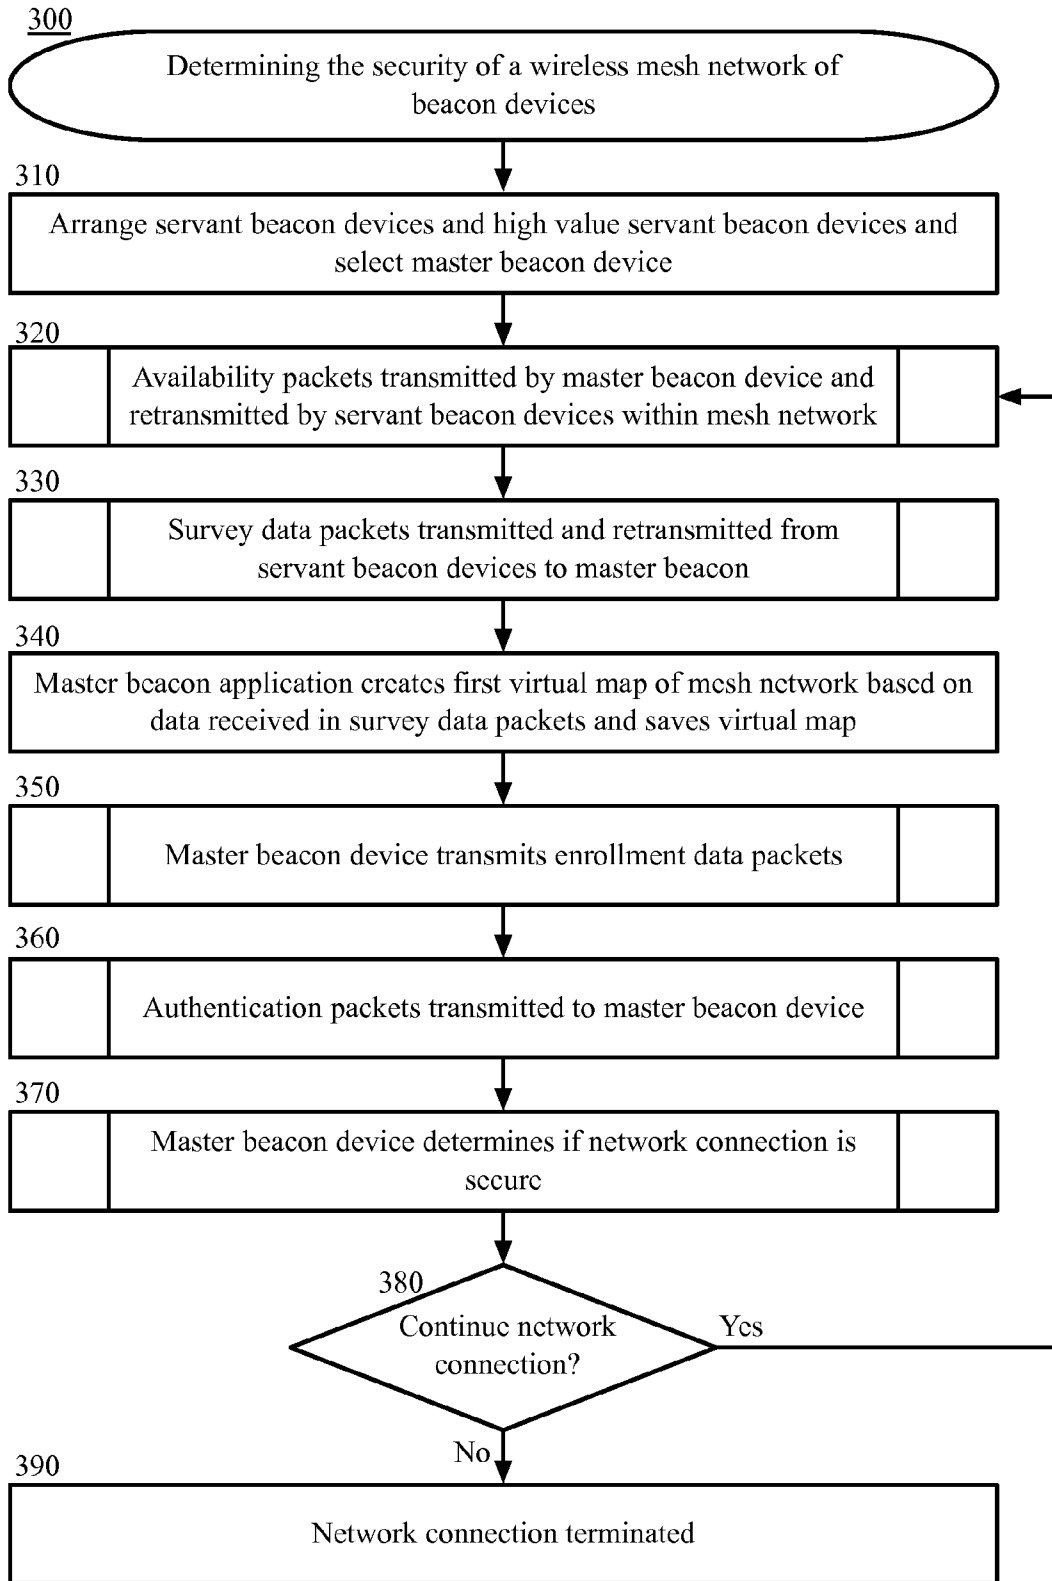 300
Determining the security of a wireless mesh network of
beacon devices
310
Arrange servant beacon devices and high value servant beacon devices and
select master beacon device
320
Availability packets transmitted by master beacon device and
retransmitted by servant beacon devices within mesh network
330
Survey data packets transmitted and retransmitted from
servant beacon devices to master beacon
340
Master beacon application creates first virtual map of mesh network based on
data received in survey data packets and saves virtual map
350
Master beacon device transmits enrollment data packets
360
Authentication packets transmitted to master beacon device
370
Master beacon device determines if network connection is
secure
380
Continue network
connection?
Yes
No
390
Network connection terminated